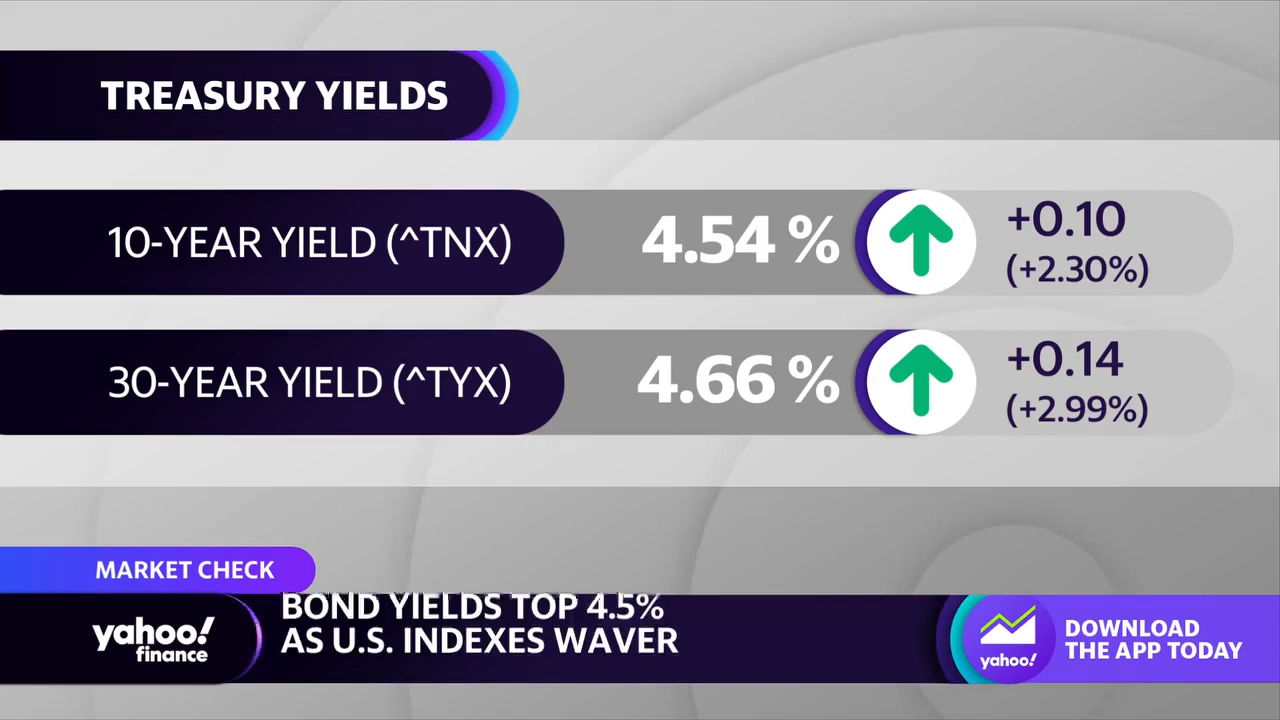 TREASURY YIELDS
10-YEAR YIELD (^TNX) 4.54 % +0.10
(+2.30%)
30-YEAR YIELD (^TYX) 4.66 % +0.14
(+2.99%)
MARKET CHECK
BOND YIELDS TOP 4.5%
AS U.S. INDEXES WAVER
yahoo!
finance
yahoo!
DOWNLOAD
THE APP TODAY